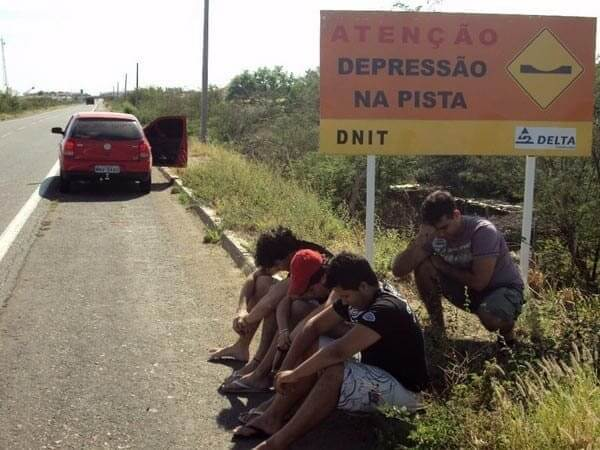 ATENÇÃO
DEPRESSÃO
NA PISTA
DNIT
DELTA